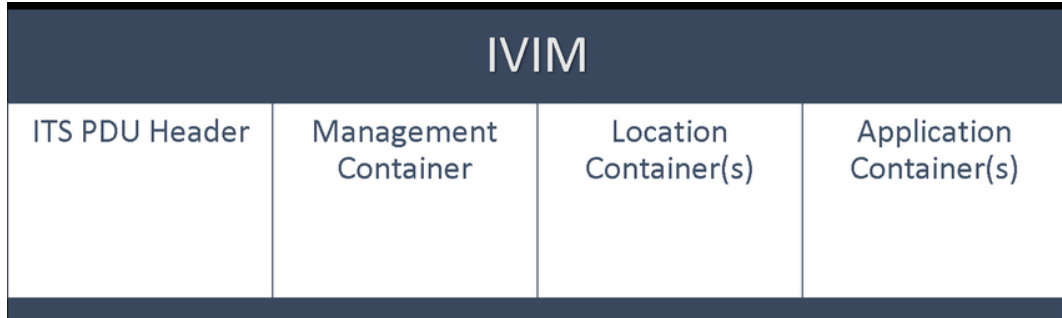 IVIM
ITS PDU Header
Management
Container
Location
Container(s)
Application
Container(s)